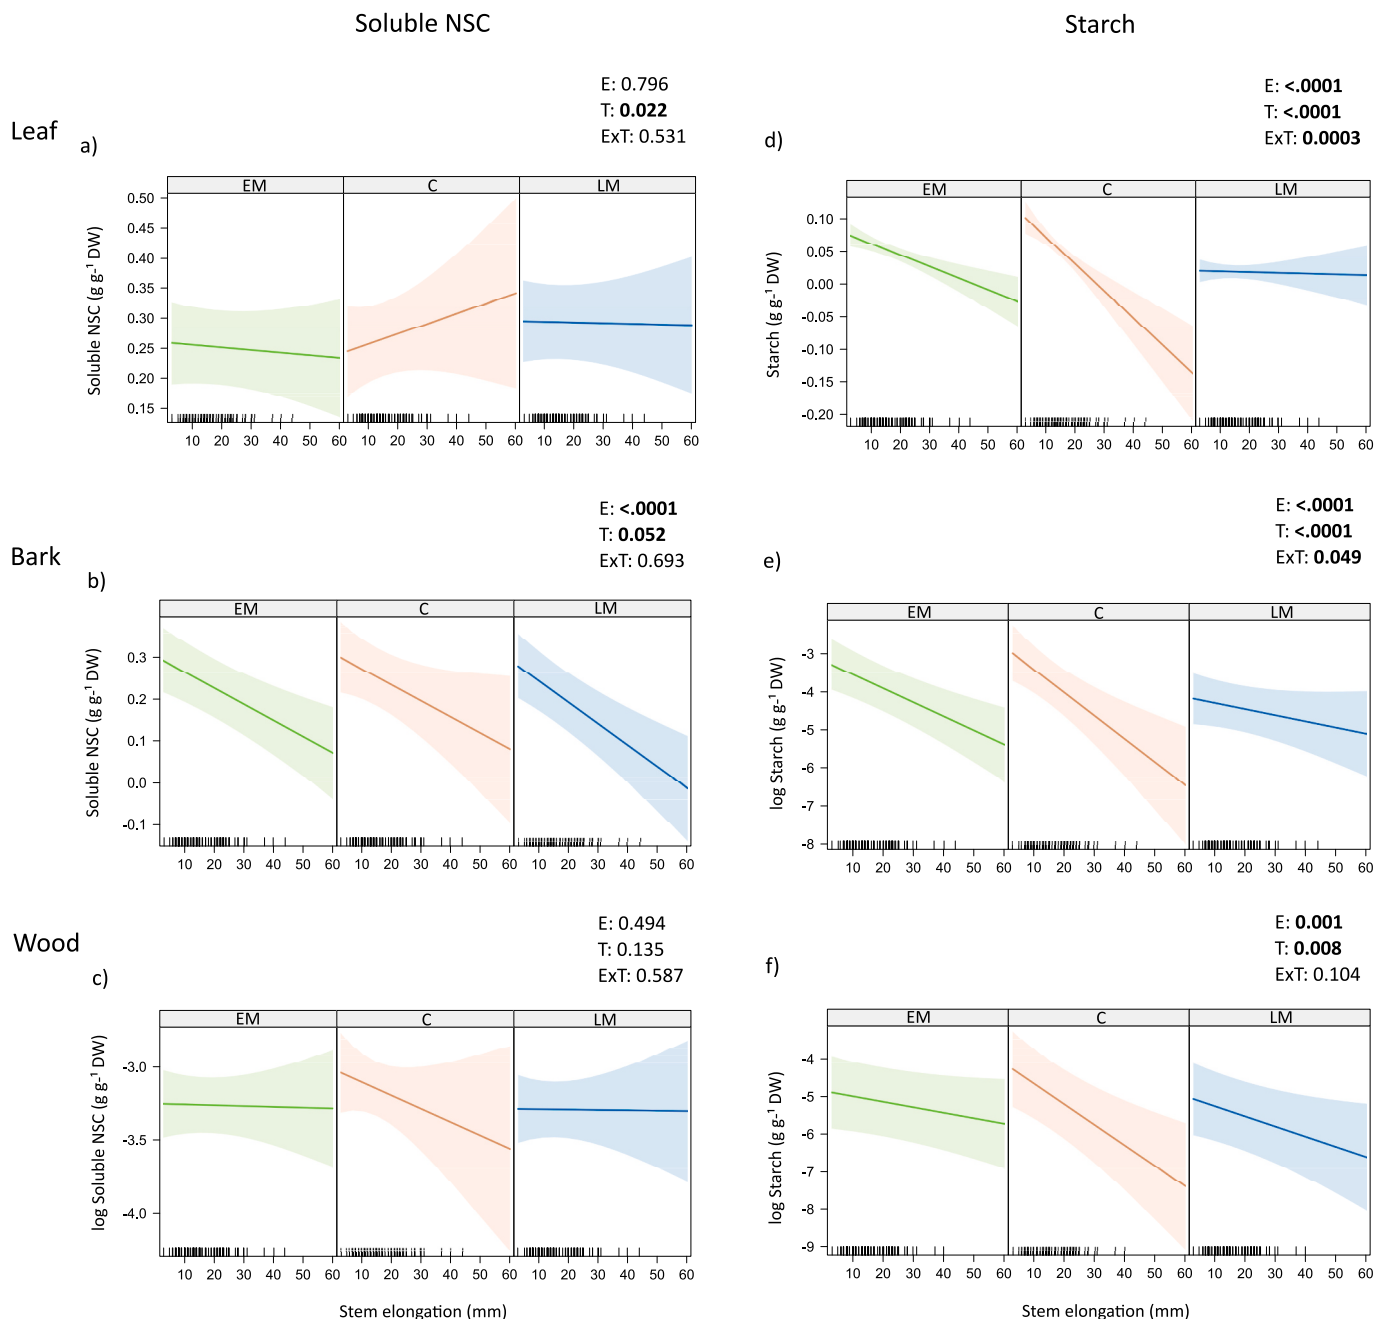 Soluble NSC
Starch
Leaf
a)
E: 0.796
T: 0.022
ExT: 0.531
EM C LM
Soluble NSC (g g-¹ DW)
0.50
0.45
0.40
0.35
0.30
0.25
0.20
0.15
10 20 30 40 50 60 10 20 30 40 50 60 10 20 30 40 50 60
d)
E: <.0001
T: <.0001
ExT: 0.0003
EM C LM
Starch (g g-¹ DW)
0.10
0.05
0.00
-0.05
-0.10
-0.15
-0.20
10 20 30 40 50 60 10 20 30 40 50 60 10 20 30 40 50 60
Bark
b)
E: <.0001
T: 0.052
ExT: 0.693
EM C LM
Soluble NSC (g g-¹ DW)
0.3
0.2
0.1
0.0
-0.1
10 20 30 40 50 60 10 20 30 40 50 60 10 20 30 40 50 60
e)
E: <.0001
T: <.0001
ExT: 0.049
EM C LM
log Starch (g g-¹ DW)
-3
-4
-5
-6
-7
-8
10 20 30 40 50 60 10 20 30 40 50 60 10 20 30 40 50 60
Wood
c)
E: 0.494
T: 0.135
ExT: 0.587
EM C LM
log Soluble NSC (g g-¹ DW)
-3.0
-3.5
-4.0
10 20 30 40 50 60 10 20 30 40 50 60 10 20 30 40 50 60
Stem elongation (mm)
f)
E: 0.001
T: 0.008
ExT: 0.104
EM C LM
log Starch (g g-¹ DW)
-4
-5
-6
-7
-8
-9
10 20 30 40 50 60 10 20 30 40 50 60 10 20 30 40 50 60
Stem elongation (mm)